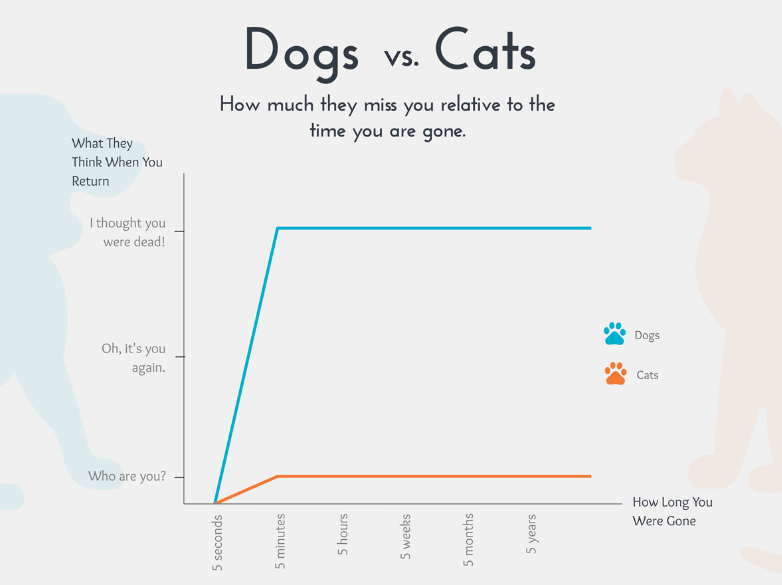 Dogs vs. Cats
How much they miss you relative to the
time you are gone.
What They
Think When You
Return
I thought you
were dead!
Oh, it's you
again.
Who are you?
Dogs
Cats
How Long You
Were Gone
5 seconds
5 minutes
5 hours
5 weeks
5 months
5 years